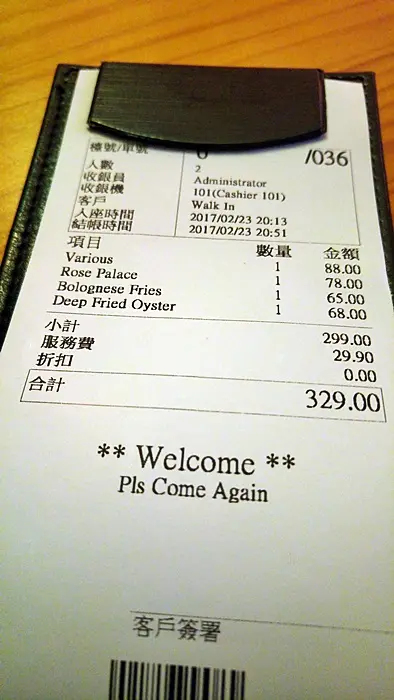 檯號/單號 0 /036
人數 2
收銀員 Administrator
收銀機 101(Cashier 101)
客戶 Walk In
入座時間 2017/02/23 20:13
結帳時間 2017/02/23 20:51
項目 數量 金額
Various 1 88.00
Rose Palace 1 78.00
Bolognese Fries 1 65.00
Deep Fried Oyster 1 68.00
小計 299.00
服務費 29.90
折扣 0.00
合計 329.00
** Welcome **
Pls Come Again
客戶簽署